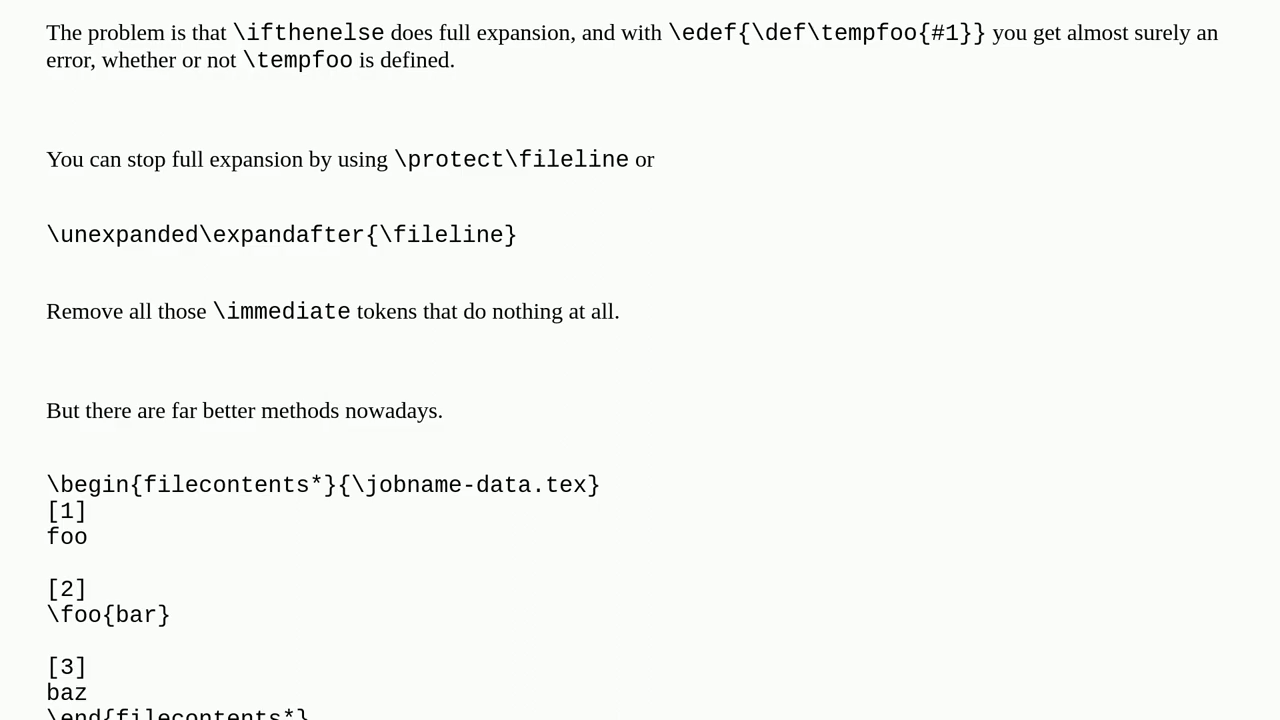 The problem is that \ifthenelse does full expansion, and with \edef{\def\tempfoo{#1}} you get almost surely an
error, whether or not \tempfoo is defined.
You can stop full expansion by using \protect\fileline or
\unexpanded\expandafter{\fileline}
Remove all those \immediate tokens that do nothing at all.
But there are far better methods nowadays.
\begin{filecontents*}{\jobname-data.tex}
[1]
foo
[2]
\foo{bar}
[3]
baz
\end{filecontents*}